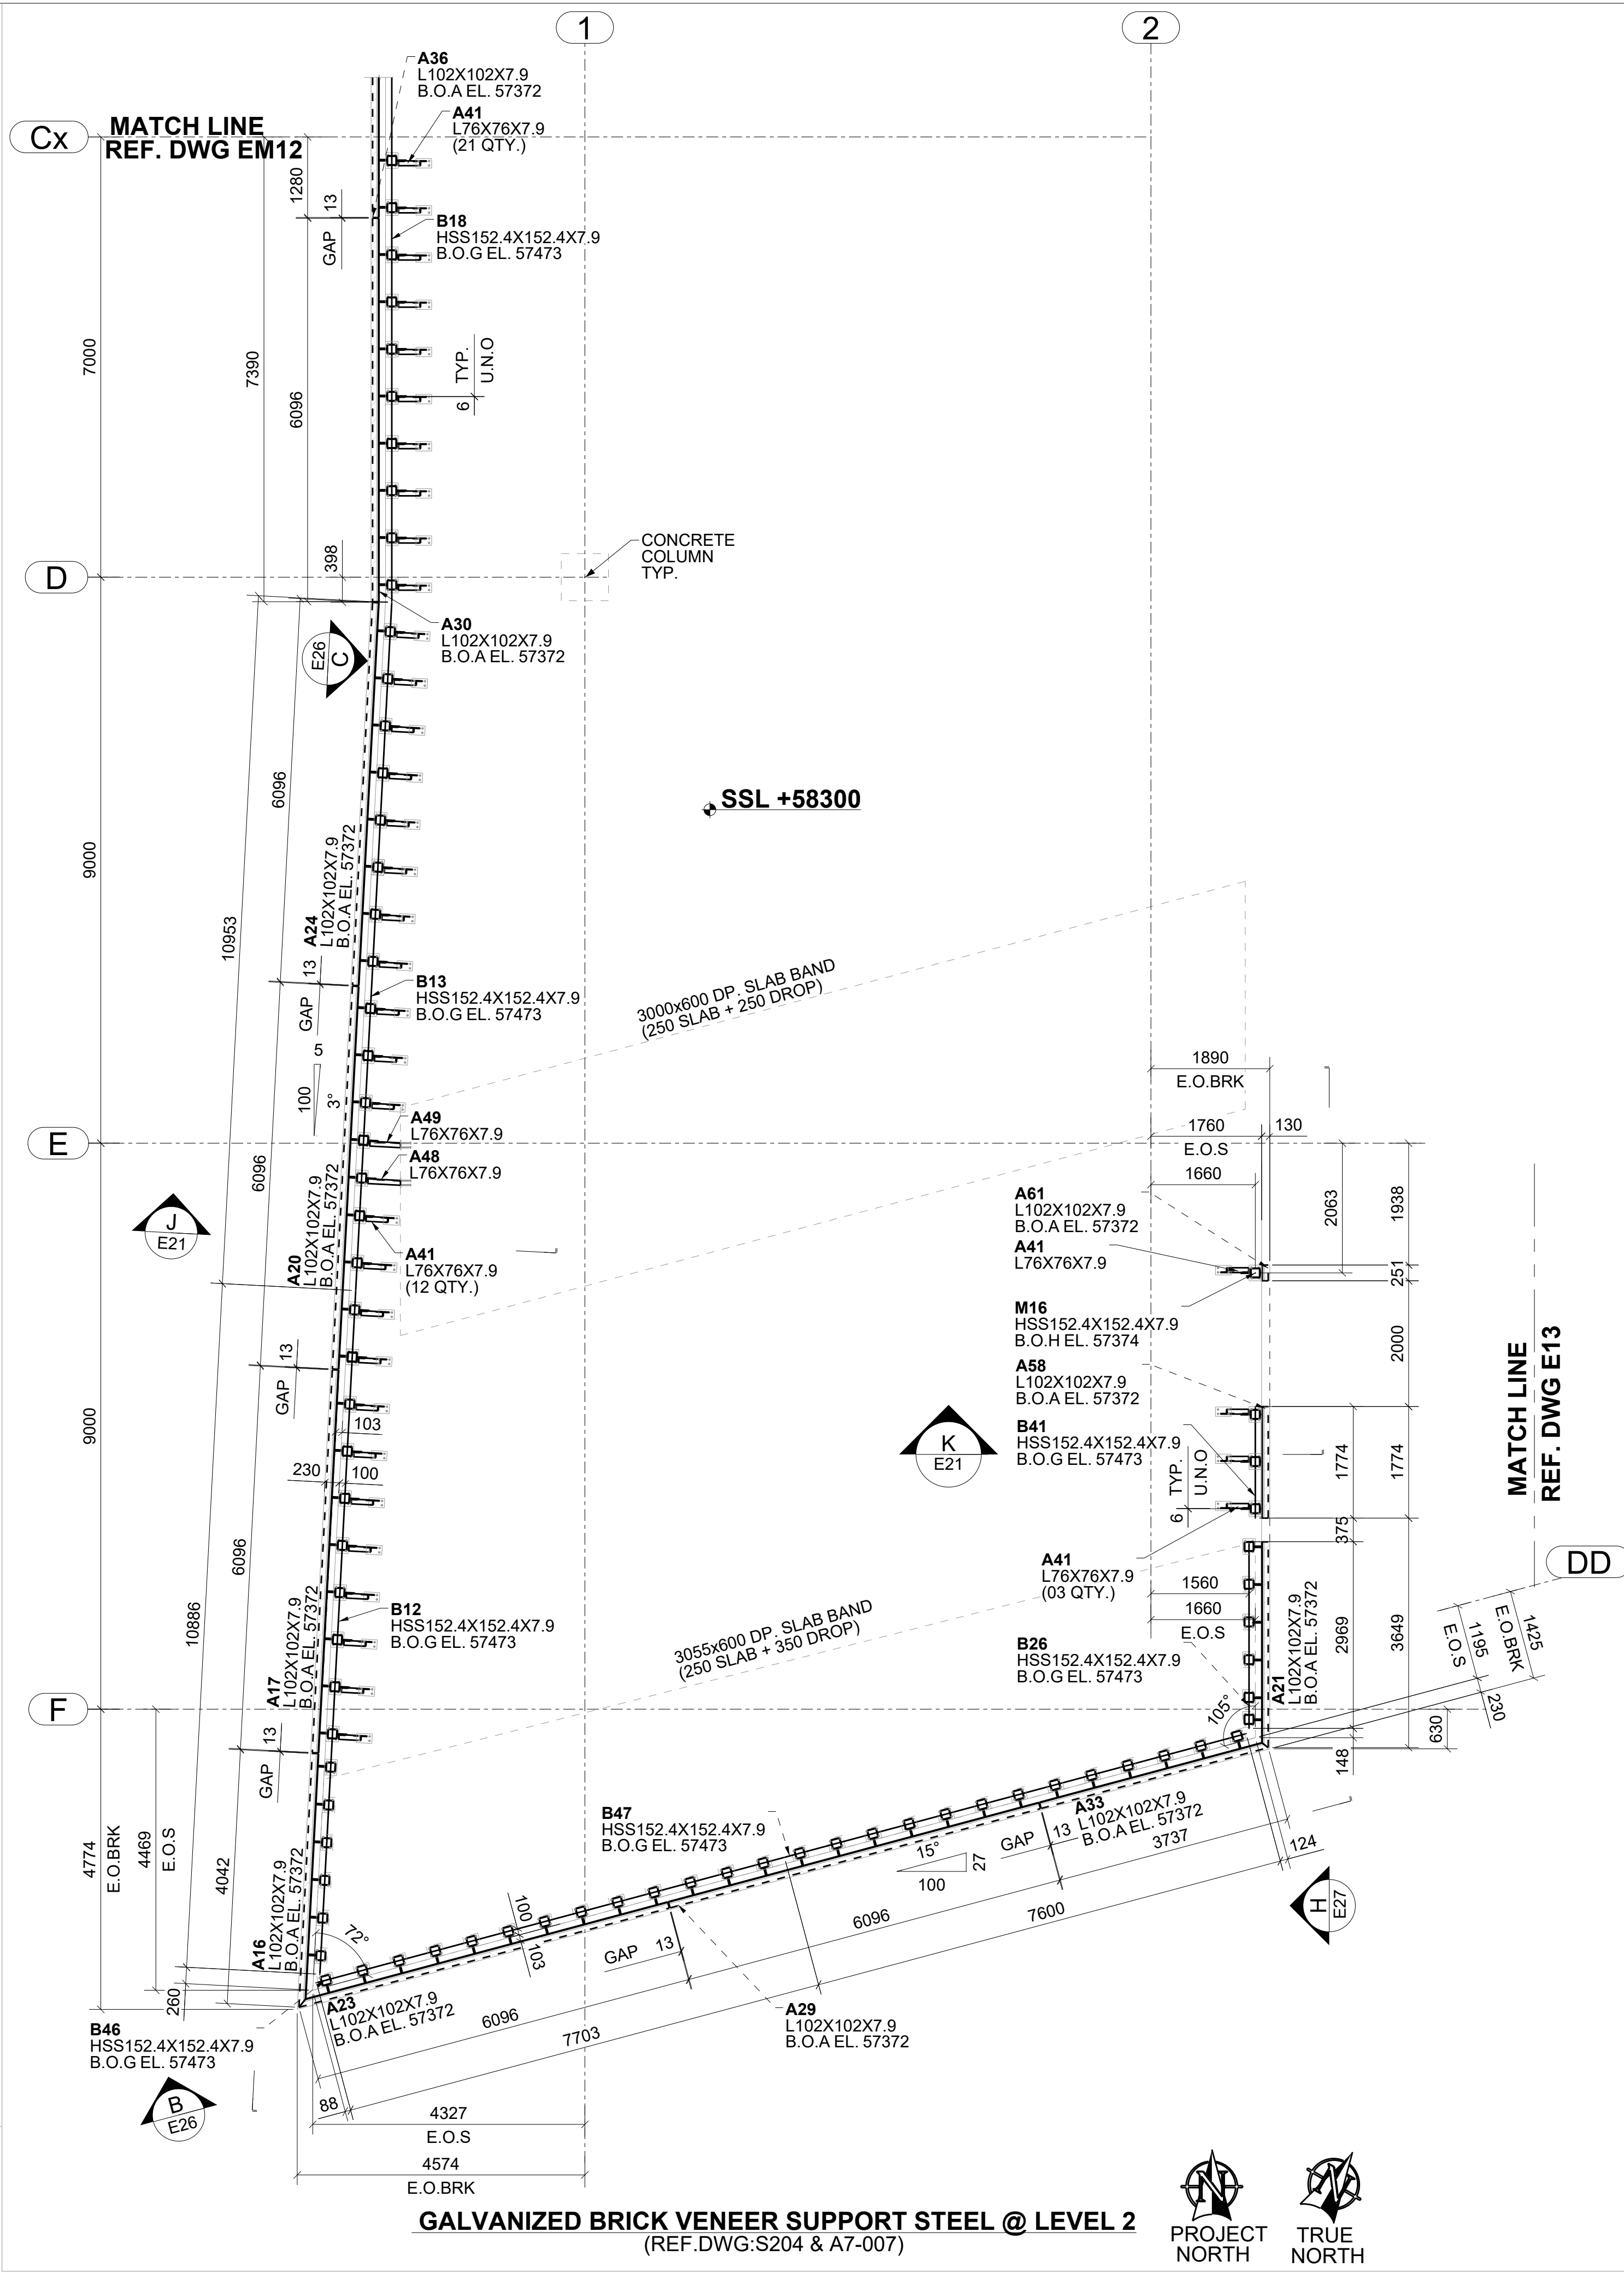 1
2
A36
L102X102X7.9
B.O.A EL. 57372
A41
L76X76X7.9
(21 QTY.)
Cx
MATCH LINE
REF. DWG EM12
1280
13
GAP
B18
HSS152.4X152.4X7.9
B.O.G EL. 57473
7000
7390
6096
6
TYP.
U.N.O
398
CONCRETE
COLUMN
TYP.
D
A30
L102X102X7.9
B.O.A EL. 57372
C
E26
SSL +58300
6096
9000
10953
A24
L102X102X7.9
B.O.A EL. 57372
13
GAP
B13
HSS152.4X152.4X7.9
B.O.G EL. 57473
3000x600 DP. SLAB BAND
(250 SLAB + 250 DROP)
5
100
3°
1890
E.O.BRK
A49
L76X76X7.9
E
1760
130
E.O.S
A48
L76X76X7.9
1660
6096
A61
L102X102X7.9
B.O.A EL. 57372
2063
1938
J
E21
A20
L102X102X7.9
B.O.A EL. 57372
A41
L76X76X7.9
(12 QTY.)
A41
L76X76X7.9
251
M16
HSS152.4X152.4X7.9
B.O.H EL. 57374
2000
13
GAP
A58
L102X102X7.9
B.O.A EL. 57372
MATCH LINE
REF. DWG E13
9000
103
B41
HSS152.4X152.4X7.9
B.O.G EL. 57473
K
E21
230
100
6
TYP.
U.N.O
1774
1774
375
6096
A41
L76X76X7.9
(03 QTY.)
DD
10886
A17
L102X102X7.9
B.O.A EL. 57372
B12
HSS152.4X152.4X7.9
B.O.G EL. 57473
3055x600 DP. SLAB BAND
(250 SLAB + 350 DROP)
1560
1660
E.O.S
B26
HSS152.4X152.4X7.9
B.O.G EL. 57473
A21
L102X102X7.9
B.O.A EL. 57372
2969
3649
1195
E.O.S
1425
E.O.BRK
230
F
105°
630
148
13
GAP
B47
HSS152.4X152.4X7.9
B.O.G EL. 57473
A33
L102X102X7.9
B.O.A EL. 57372
GAP
13
15°
27
100
3737
124
4774
E.O.BRK
4469
E.O.S
4042
A16
L102X102X7.9
B.O.A EL. 57372
72°
100
103
GAP
13
6096
7600
H
E27
260
A23
L102X102X7.9
B.O.A EL. 57372
6096
7703
A29
L102X102X7.9
B.O.A EL. 57372
B46
HSS152.4X152.4X7.9
B.O.G EL. 57473
B
E26
88
4327
E.O.S
4574
E.O.BRK
GALVANIZED BRICK VENEER SUPPORT STEEL @ LEVEL 2
(REF.DWG:S204 & A7-007)
N
PROJECT
NORTH
N
TRUE
NORTH